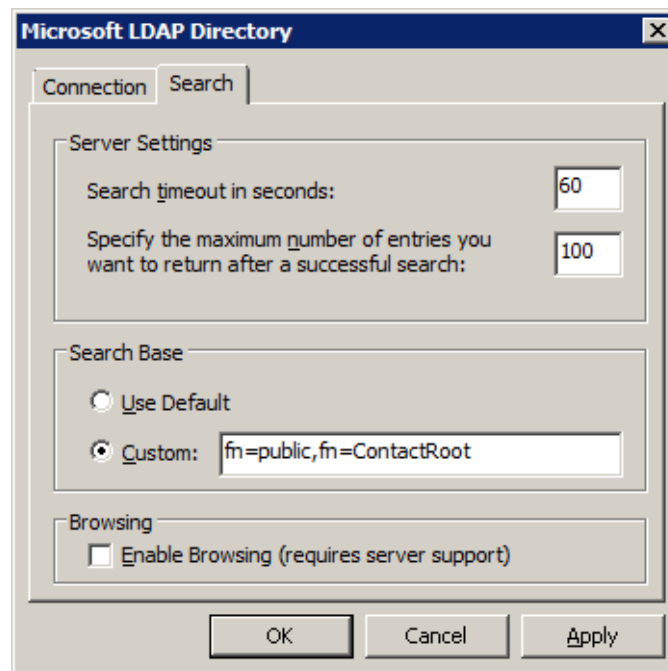 Microsoft LDAP Directory
Connection
Search
Server Settings
Search timeout in seconds:
60
Specify the maximum number of entries you
want to return after a successful search:
100
Search Base
Use Default
Custom:
fn=public,fn=ContactRoot
Browsing
Enable Browsing (requires server support)
OK
Cancel
Apply